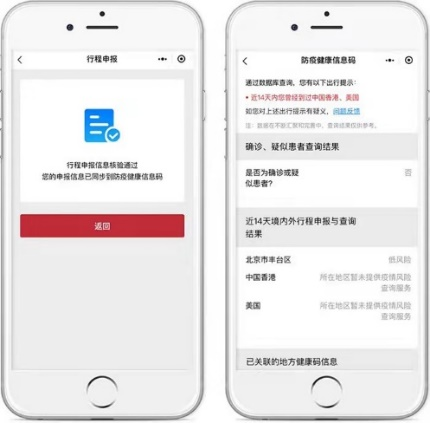 行程申报
行程申报信息核验通过
您的申报信息已同步到防疫健康信息码
返回
防疫健康信息码
通过数据库查询，您有以下出行提示：
• 近14天内您曾经到过中国香港、美国
如您对上述出行提示有疑义，问题反馈
注：数据在不断汇聚和完善中，查询结果仅供参考。
确诊、疑似患者查询结果
是否为确诊或疑
似患者？
否
近14天境内外行程申报与查询
结果
北京市丰台区
低风险
中国香港
所在地区暂未提供疫情风险
查询服务
美国
所在地区暂未提供疫情风险
查询服务
已关联的地方健康码信息